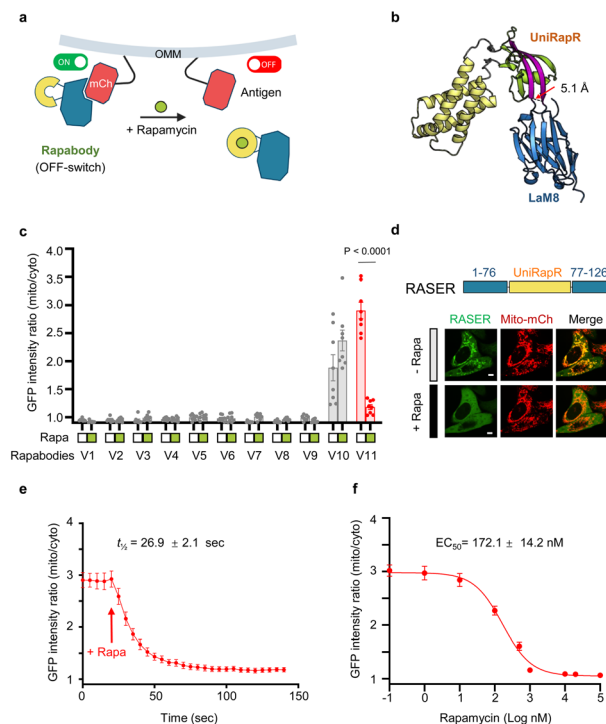 a
OMM
ON
mCh
OFF
Antigen
+ Rapamycin
Rapabody
(OFF-switch)
b
UniRapR
5.1 Å
LaM8
c
GFP intensity ratio (mito/cyto)
4.0
3.5
3.0
2.5
2.0
1.5
1.0
P < 0.0001
Rapa
Rapabodies V1 V2 V3 V4 V5 V6 V7 V8 V9 V10 V11
d
1-76 UniRapR 77-126
RASER
RASER Mito-mCh Merge
- Rapa
+ Rapa
e
GFP intensity ratio (mito/cyto)
4
3
2
1
t½ = 26.9 ± 2.1 sec
+ Rapa
0 50 100 150
Time (sec)
f
GFP intensity ratio (mito/cyto)
4
3
2
1
EC50= 172.1 ± 14.2 nM
-1 0 1 2 3 4 5
Rapamycin (Log nM)